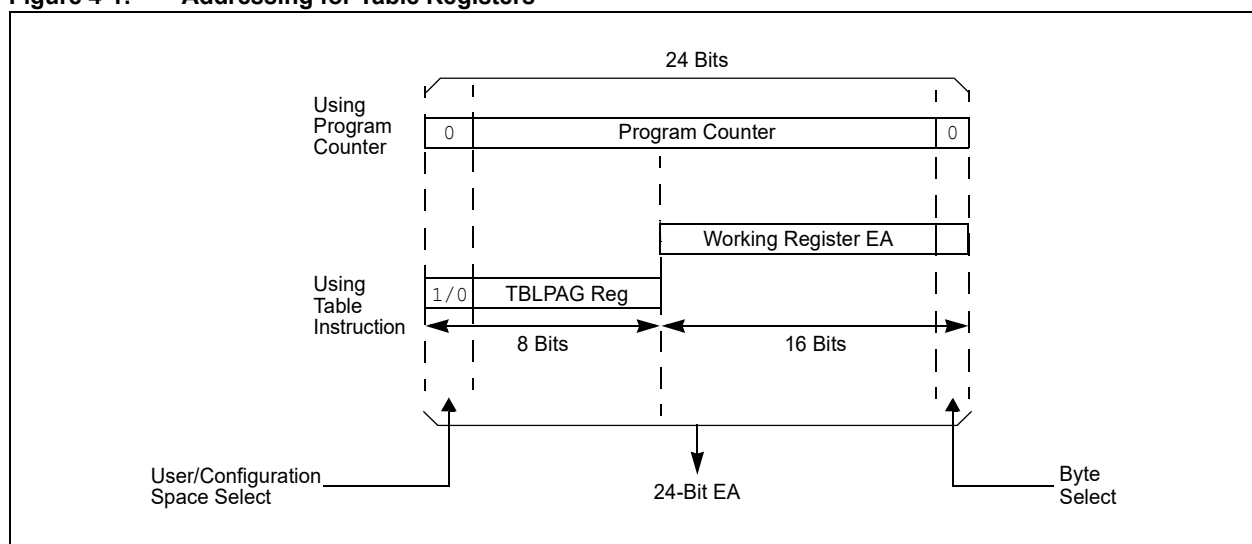 Figure 4-1: Addressing for Table Registers
24 Bits
Using
Program
Counter
0
Program Counter
0
Working Register EA
Using
Table
Instruction
1/0
TBLPAG Reg
8 Bits
16 Bits
User/Configuration
Space Select
24-Bit EA
Byte
Select